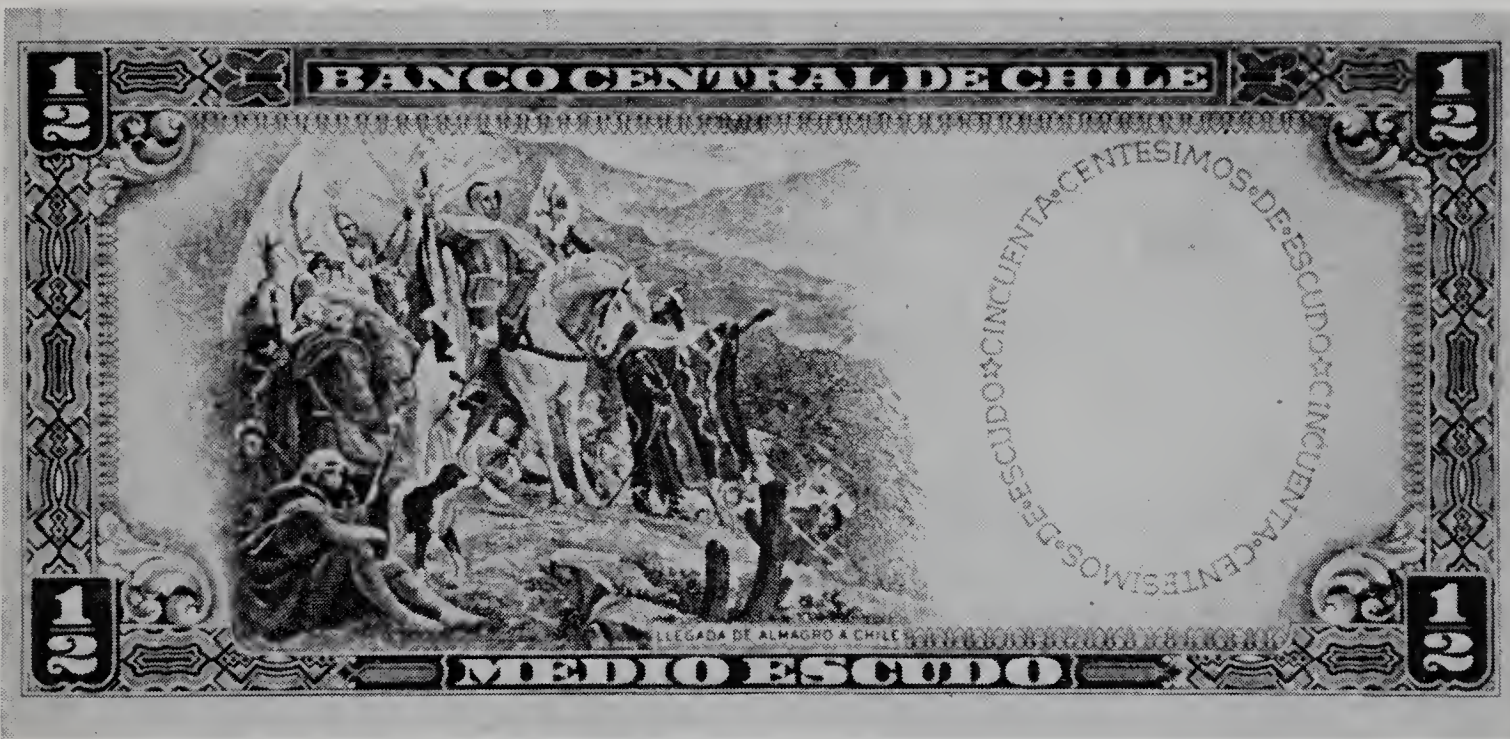 1/2
BANCO CENTRAL DE CHILE
1/2
CINCUENTA•CENTESIMOS•DE•ESCUDO☆CINCUENTA•CENTESIMOS•DE•ESCUDO☆
LLEGADA DE ALMAGRO A CHILE
1/2
MEDIO ESCUDO
1/2